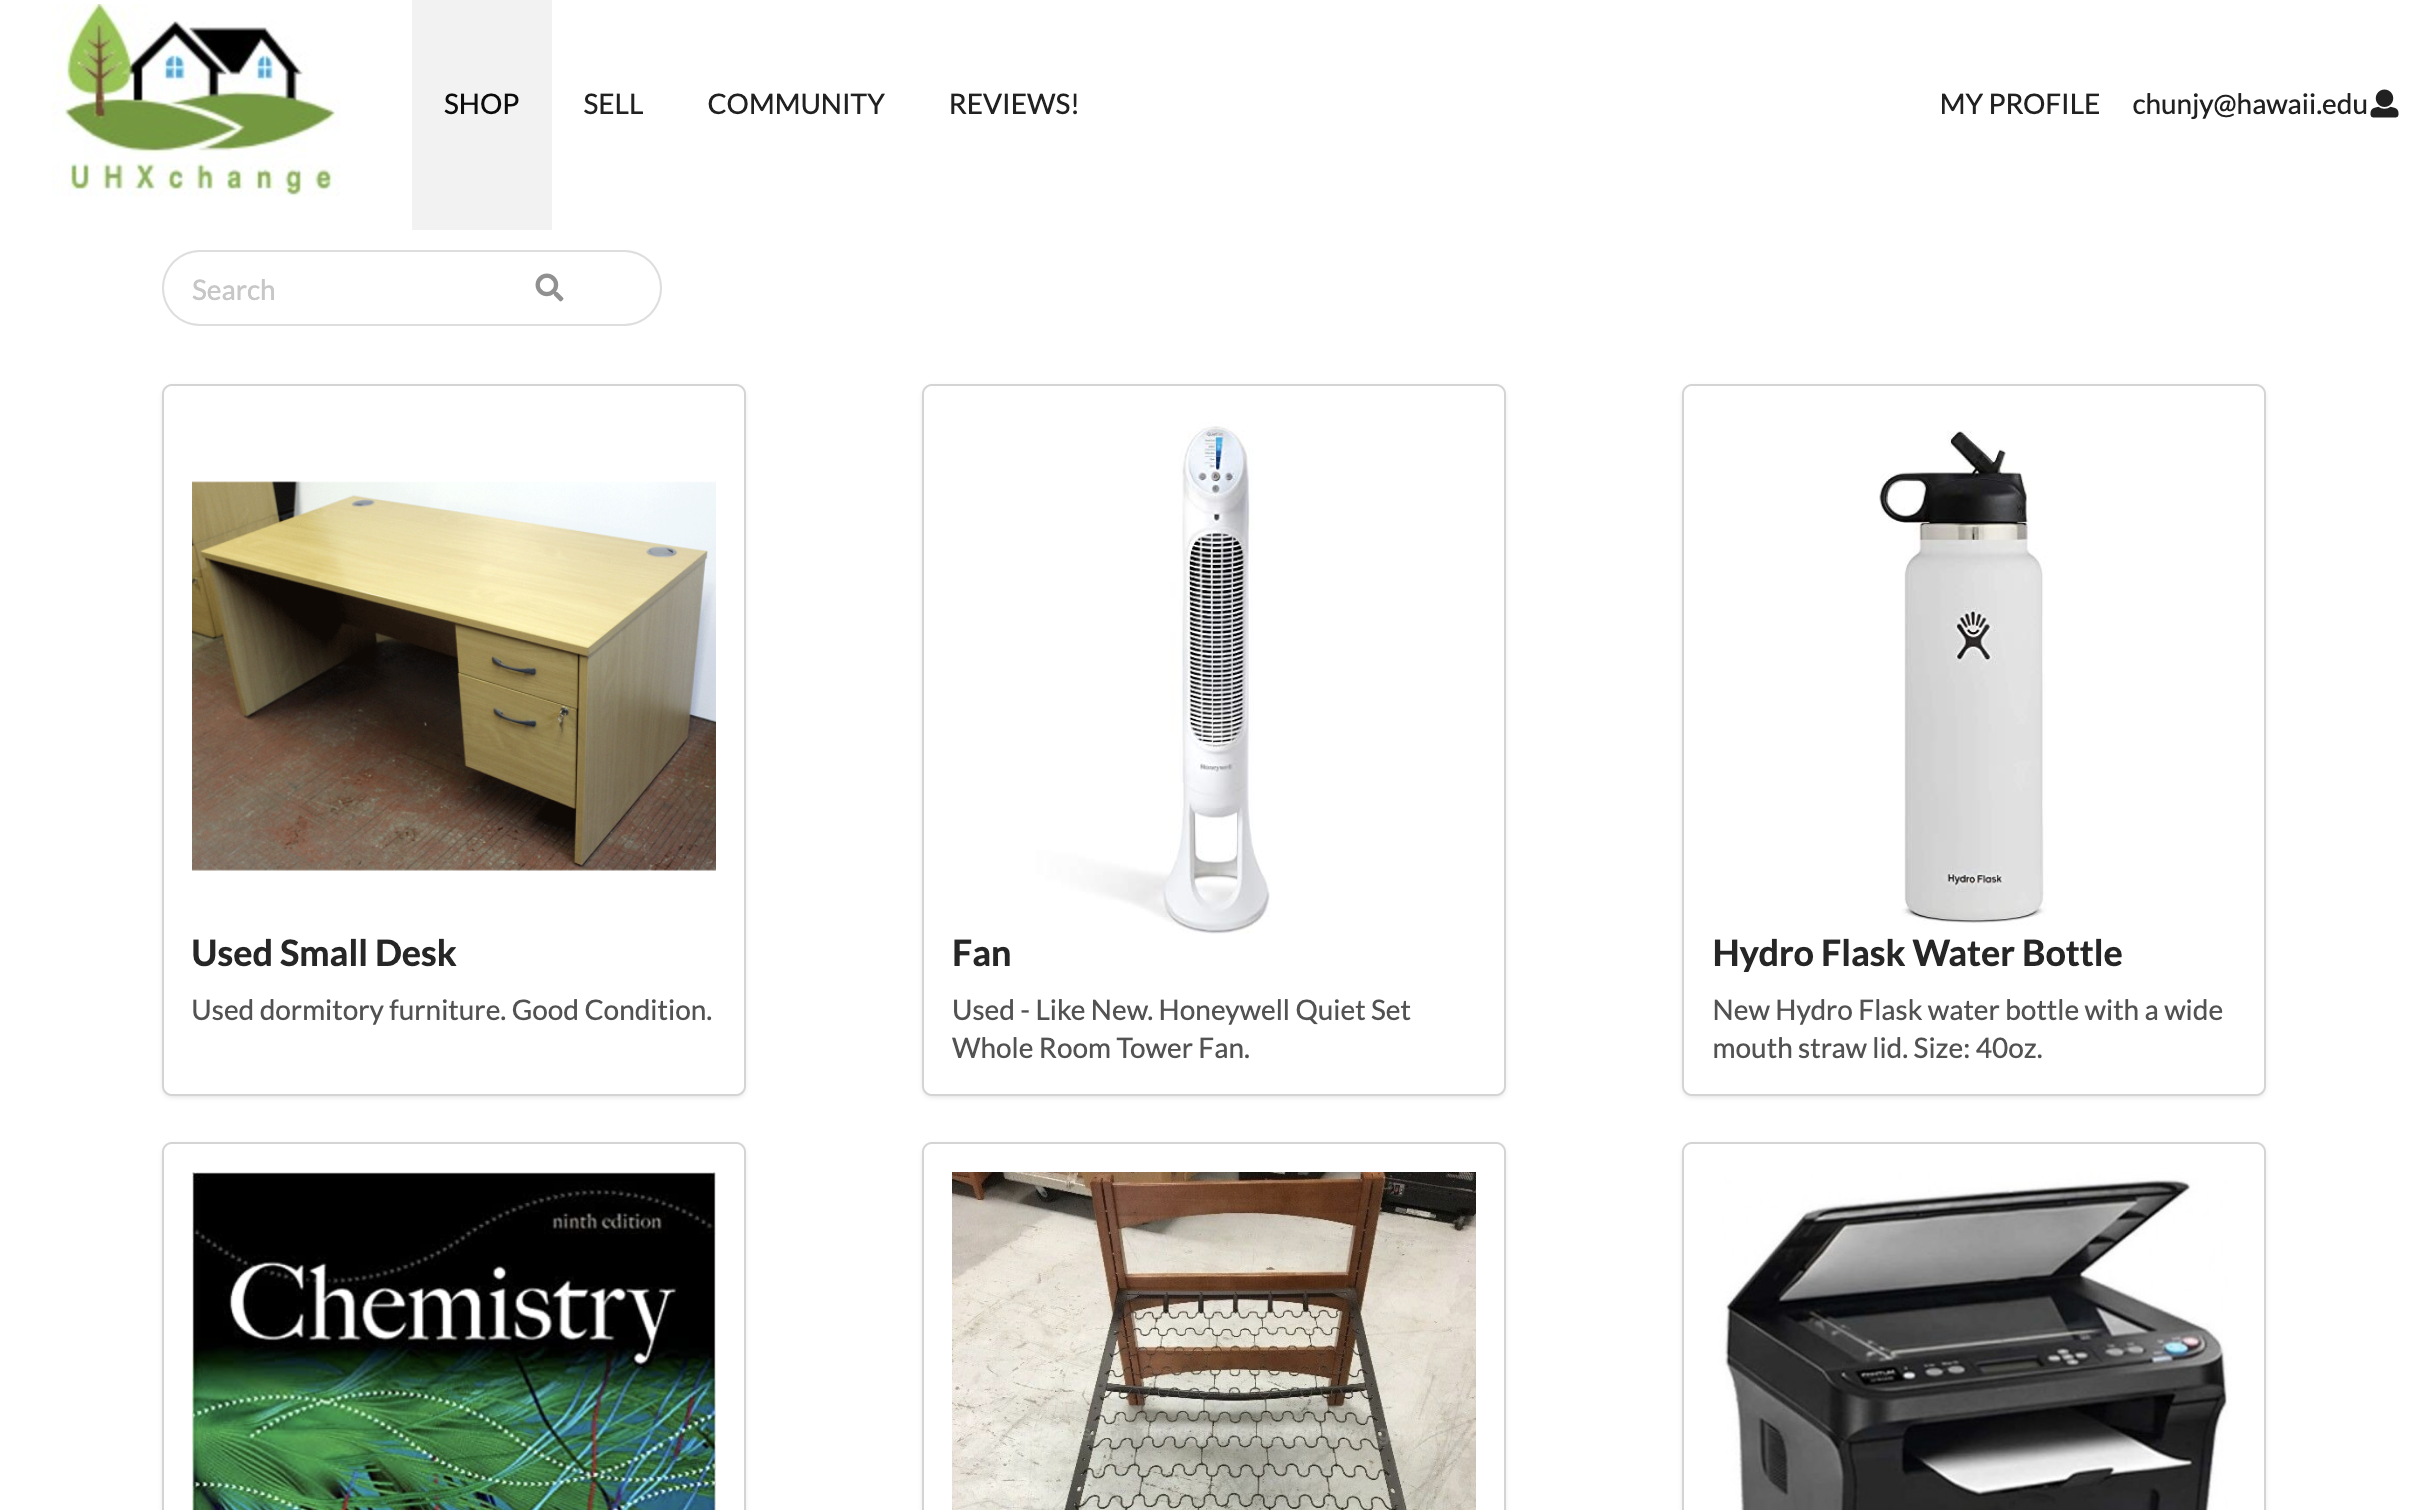 UHXchange
SHOP
SELL
COMMUNITY
REVIEWS!
MY PROFILE
chunjy@hawaii.edu
Search
Honeywell
Hydro Flask
Used Small Desk
Used dormitory furniture. Good Condition.
Fan
Used - Like New. Honeywell Quiet Set
Whole Room Tower Fan.
Hydro Flask Water Bottle
New Hydro Flask water bottle with a wide
mouth straw lid. Size: 40oz.
ninth edition
Chemistry